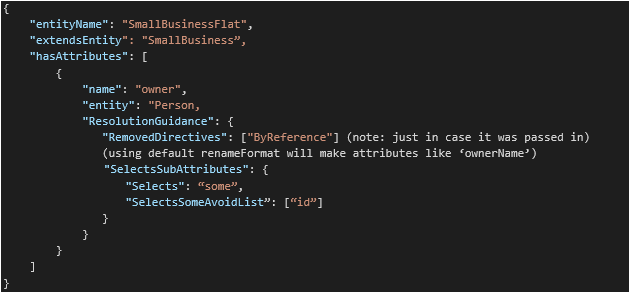 {
    "entityName": "SmallBusinessFlat",
    "extendsEntity": "SmallBusiness”,
    "hasAttributes": [
        {
            "name": "owner",
            "entity": "Person,
            "ResolutionGuidance": {
               "RemovedDirectives": ["ByReference"] (note: just in case it was passed in)
               (using default renameFormat will make attributes like ‘ownerName’)
               "SelectsSubAttributes": {
                  "Selects": “some”,
                  "SelectsSomeAvoidList”: [“id”]
               }
            }
        }
    ]
}